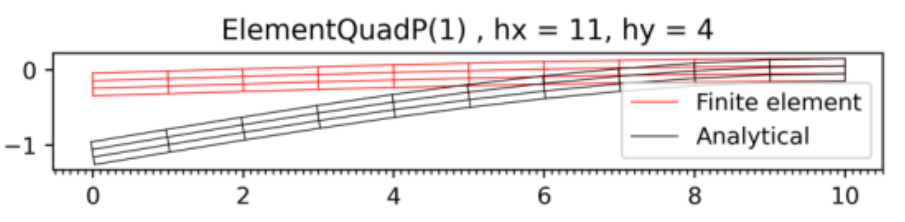 ElementQuadP(1) , hx = 11, hy = 4
0
−1
Finite element
Analytical
0 2 4 6 8 10